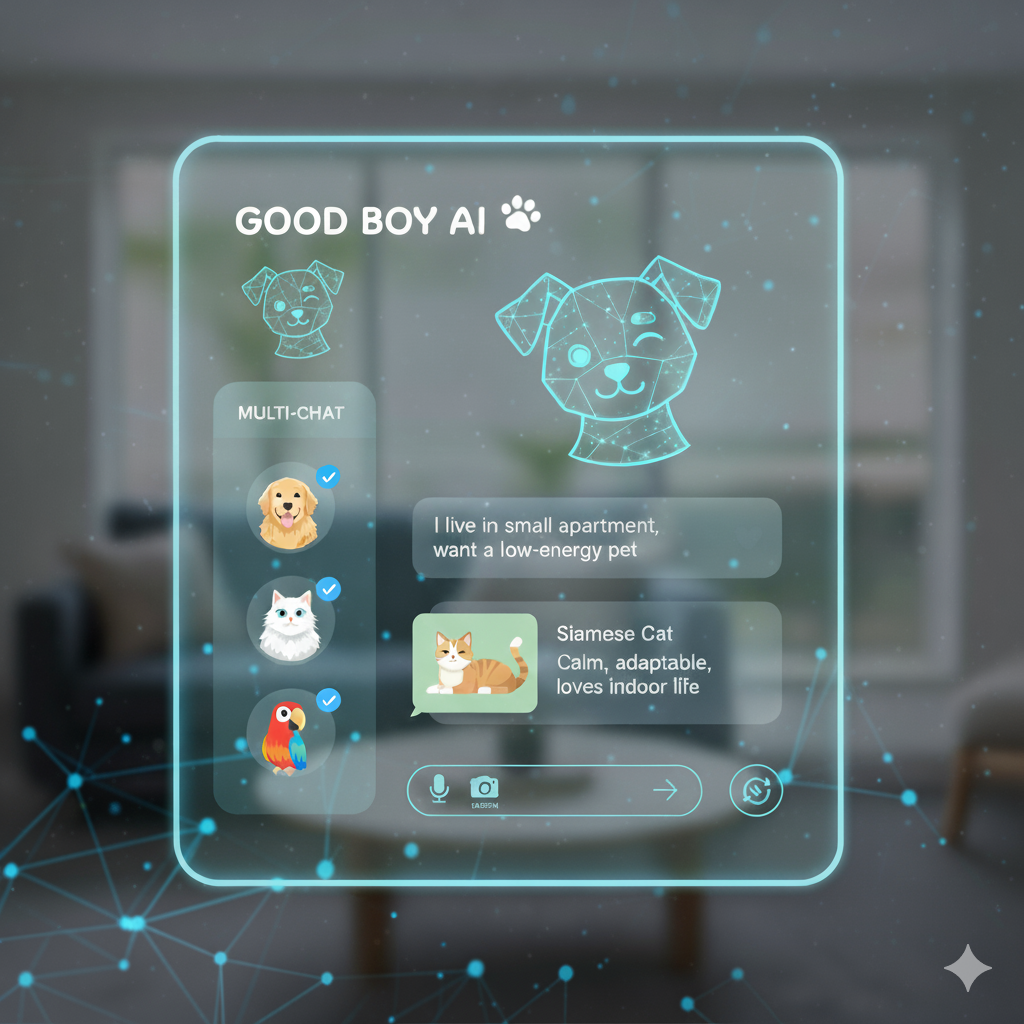 GOOD BOY AI
MULTI-CHAT
I live in small apartment,
want a low-energy pet
Siamese Cat
Calm, adaptable,
loves indoor life